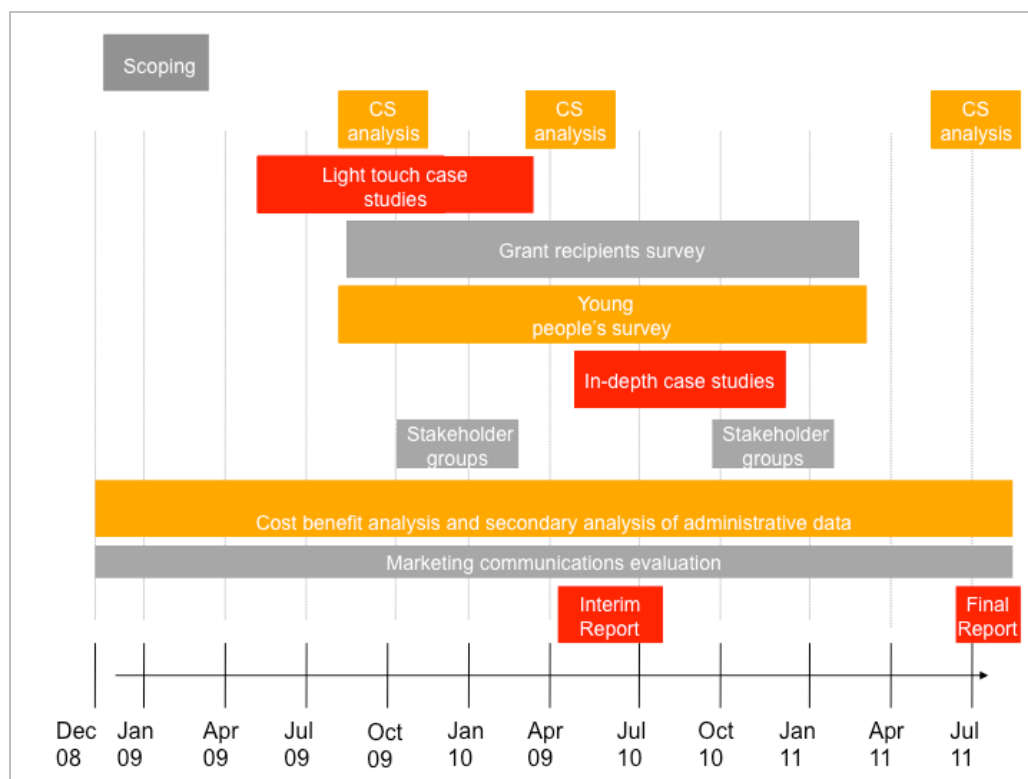 Scoping
CS
analysis
CS
analysis
CS
analysis
Light touch case
studies
Grant recipients survey
Young
people's survey
In-depth case studies
Stakeholder
groups
Stakeholder
groups
Cost benefit analysis and secondary analysis of administrative data
Marketing communications evaluation
Interim
Report
Final
Report
Dec
08
Jan
09
Apr
09
Jul
09
Oct
09
Jan
10
Apr
09
Jul
10
Oct
10
Jan
11
Apr
11
Jul
11